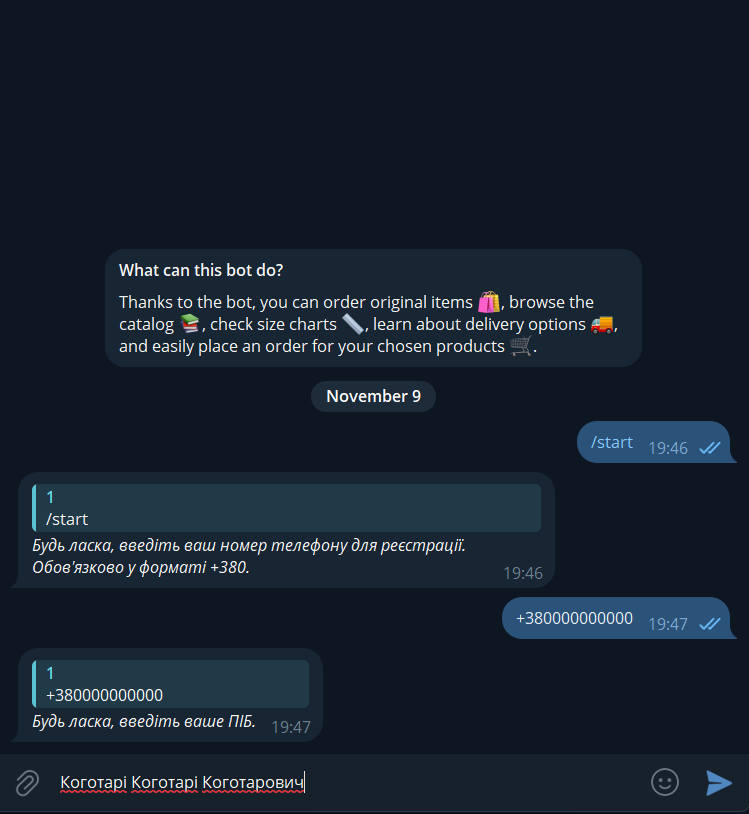 What can this bot do?
Thanks to the bot, you can order original items 🛍, browse the
catalog 📚, check size charts 📏, learn about delivery options 🚚,
and easily place an order for your chosen products 🛒.
November 9
/start 19:46
1
/start
Будь ласка, введіть ваш номер телефону для реєстрації.
Обов'язково у форматі +380.
19:46
+380000000000 19:47
1
+380000000000
Будь ласка, введіть ваше ПІБ. 19:47
Коготарі Коготарі Коготарович